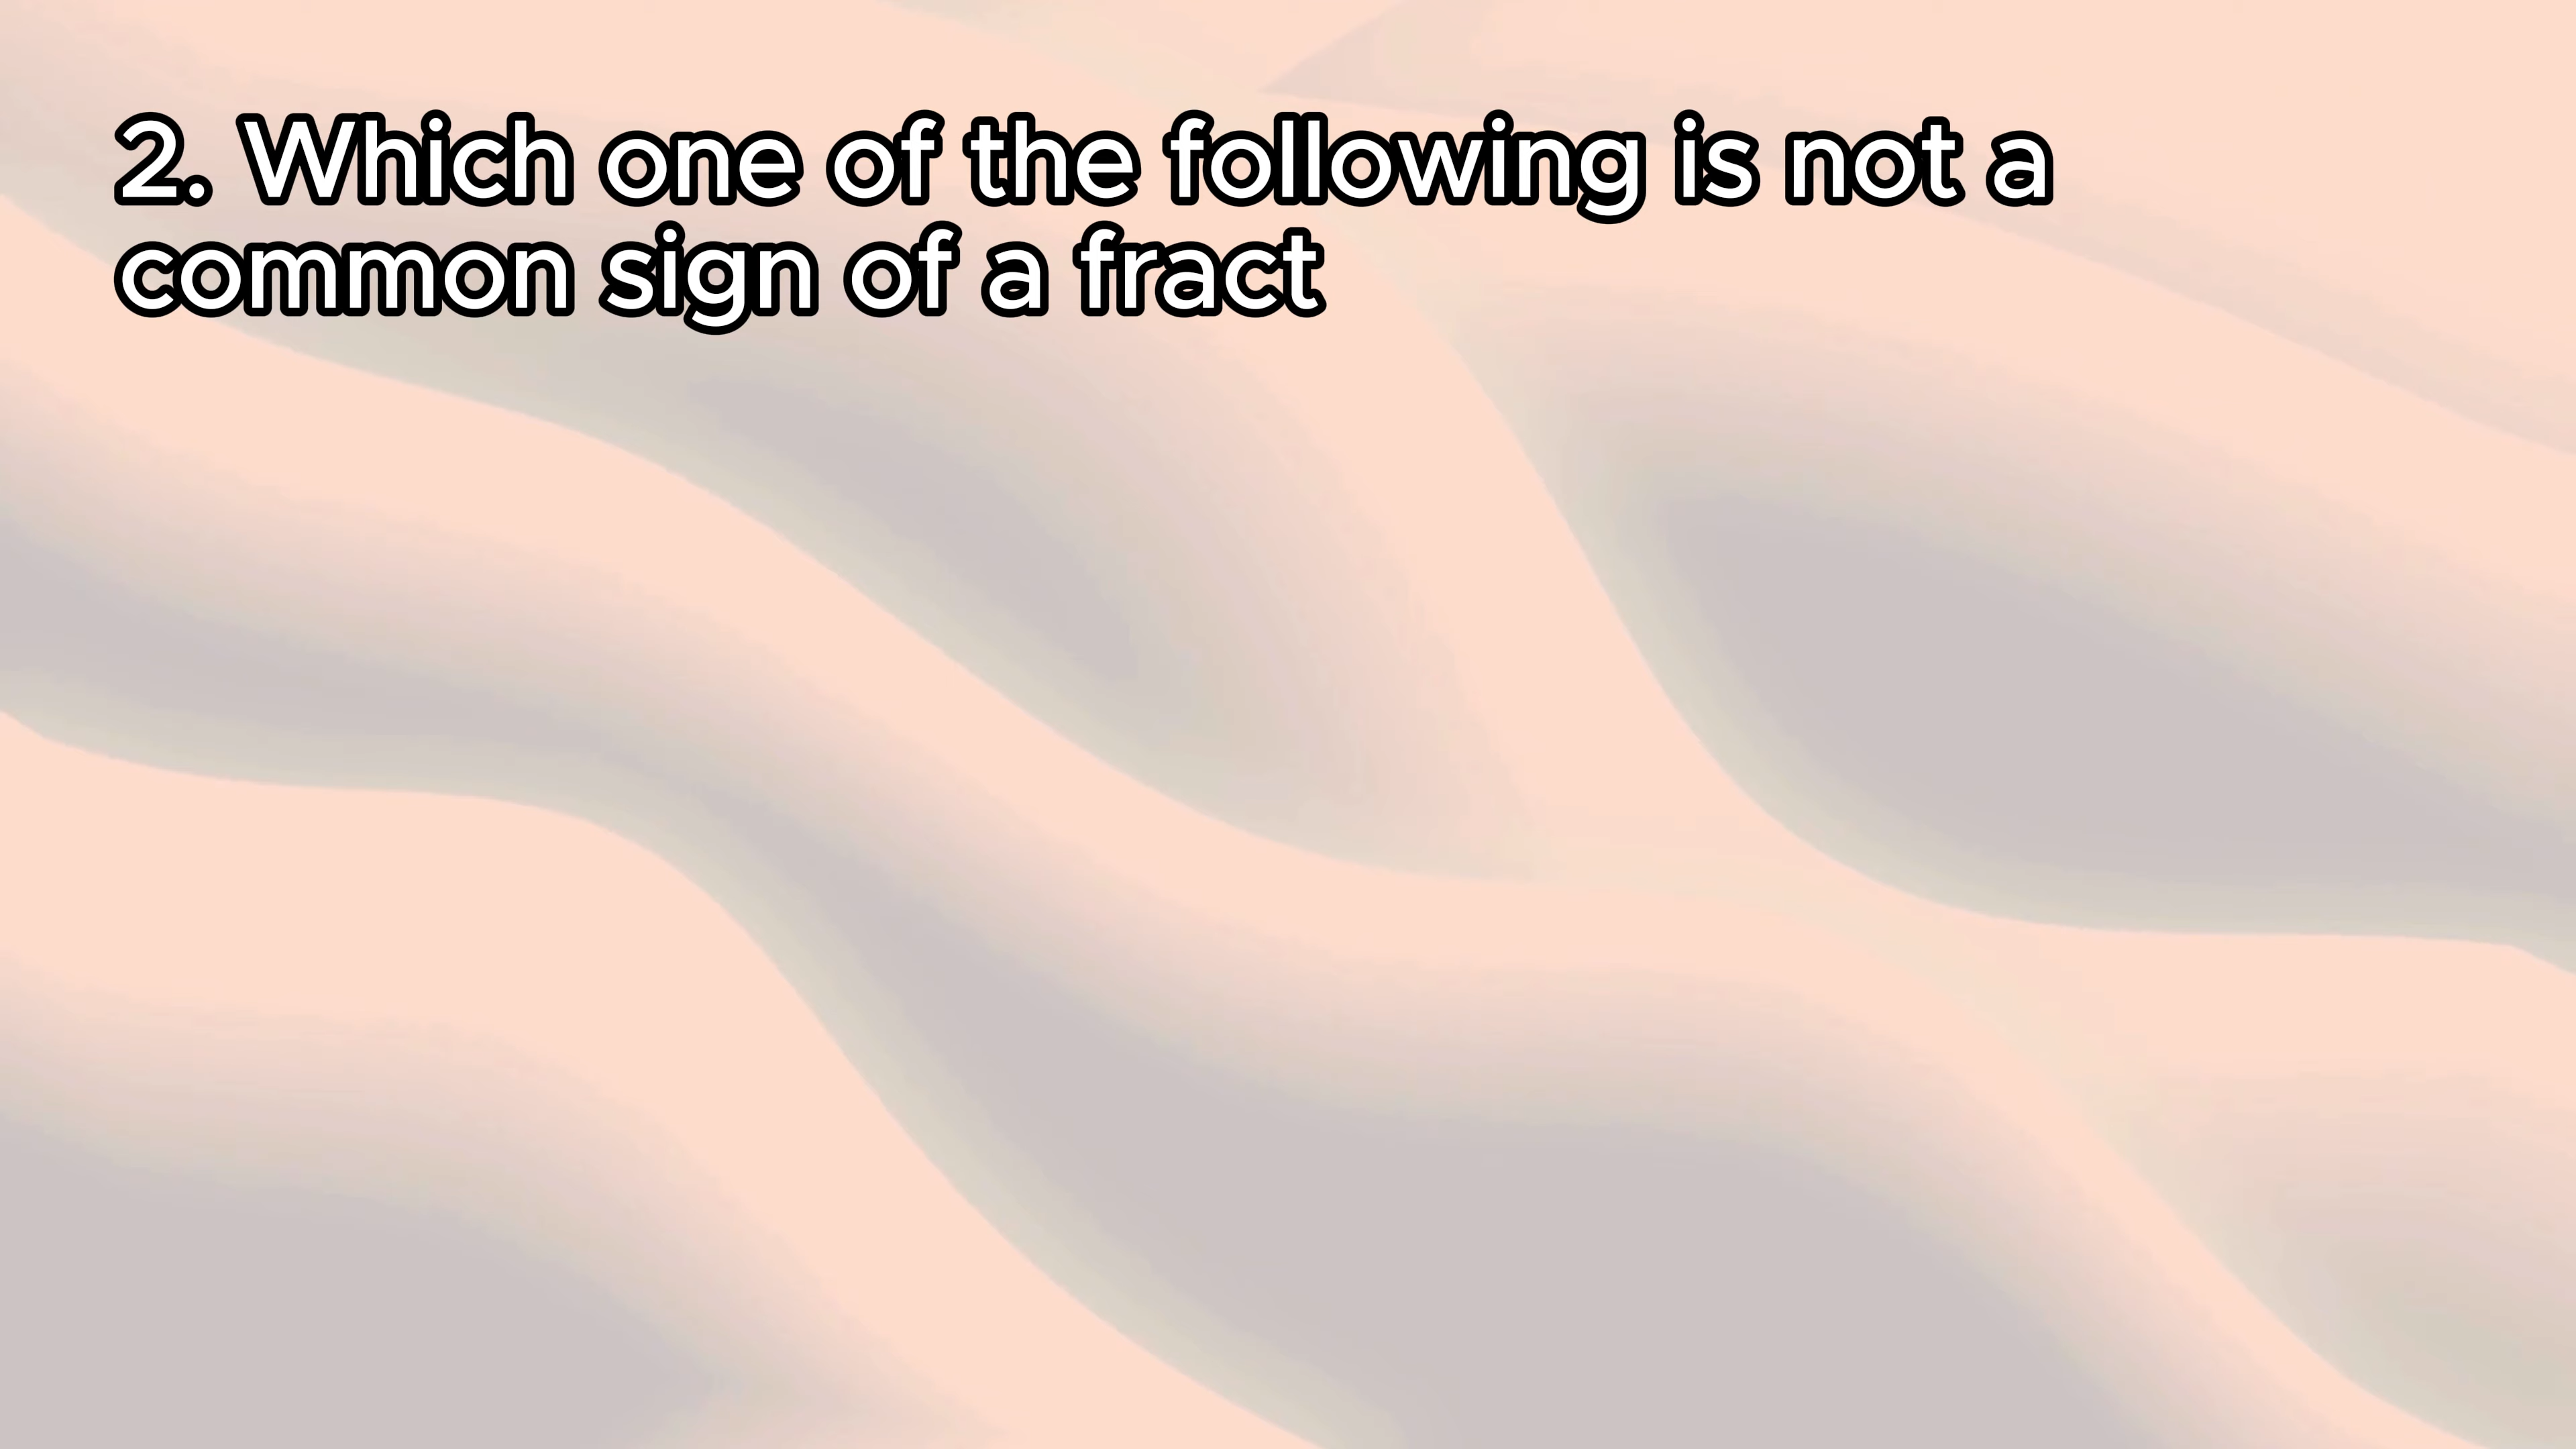 2. Which one of the following is not a
common sign of a fract